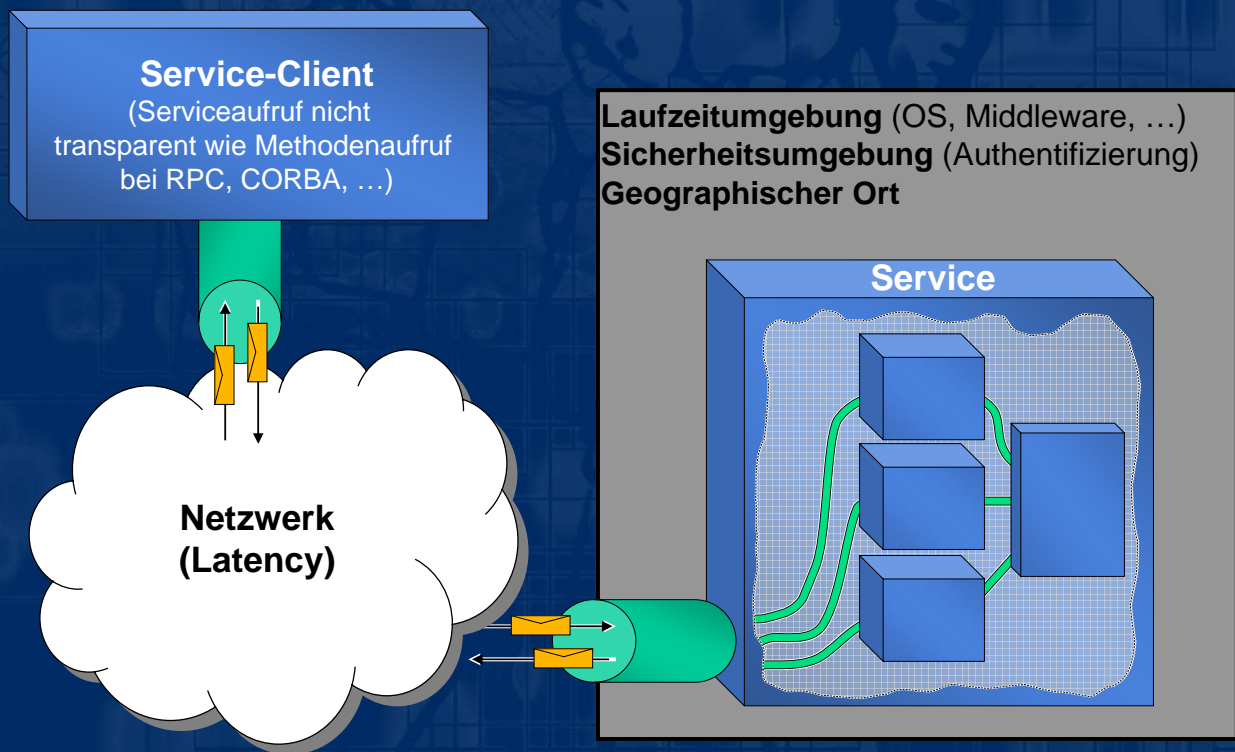 Service-Client
(Serviceaufruf nicht
transparent wie Methodenaufruf
bei RPC, CORBA, …)
Laufzeitumgebung (OS, Middleware, …)
Sicherheitsumgebung (Authentifizierung)
Geographischer Ort
Service
Netzwerk
(Latency)